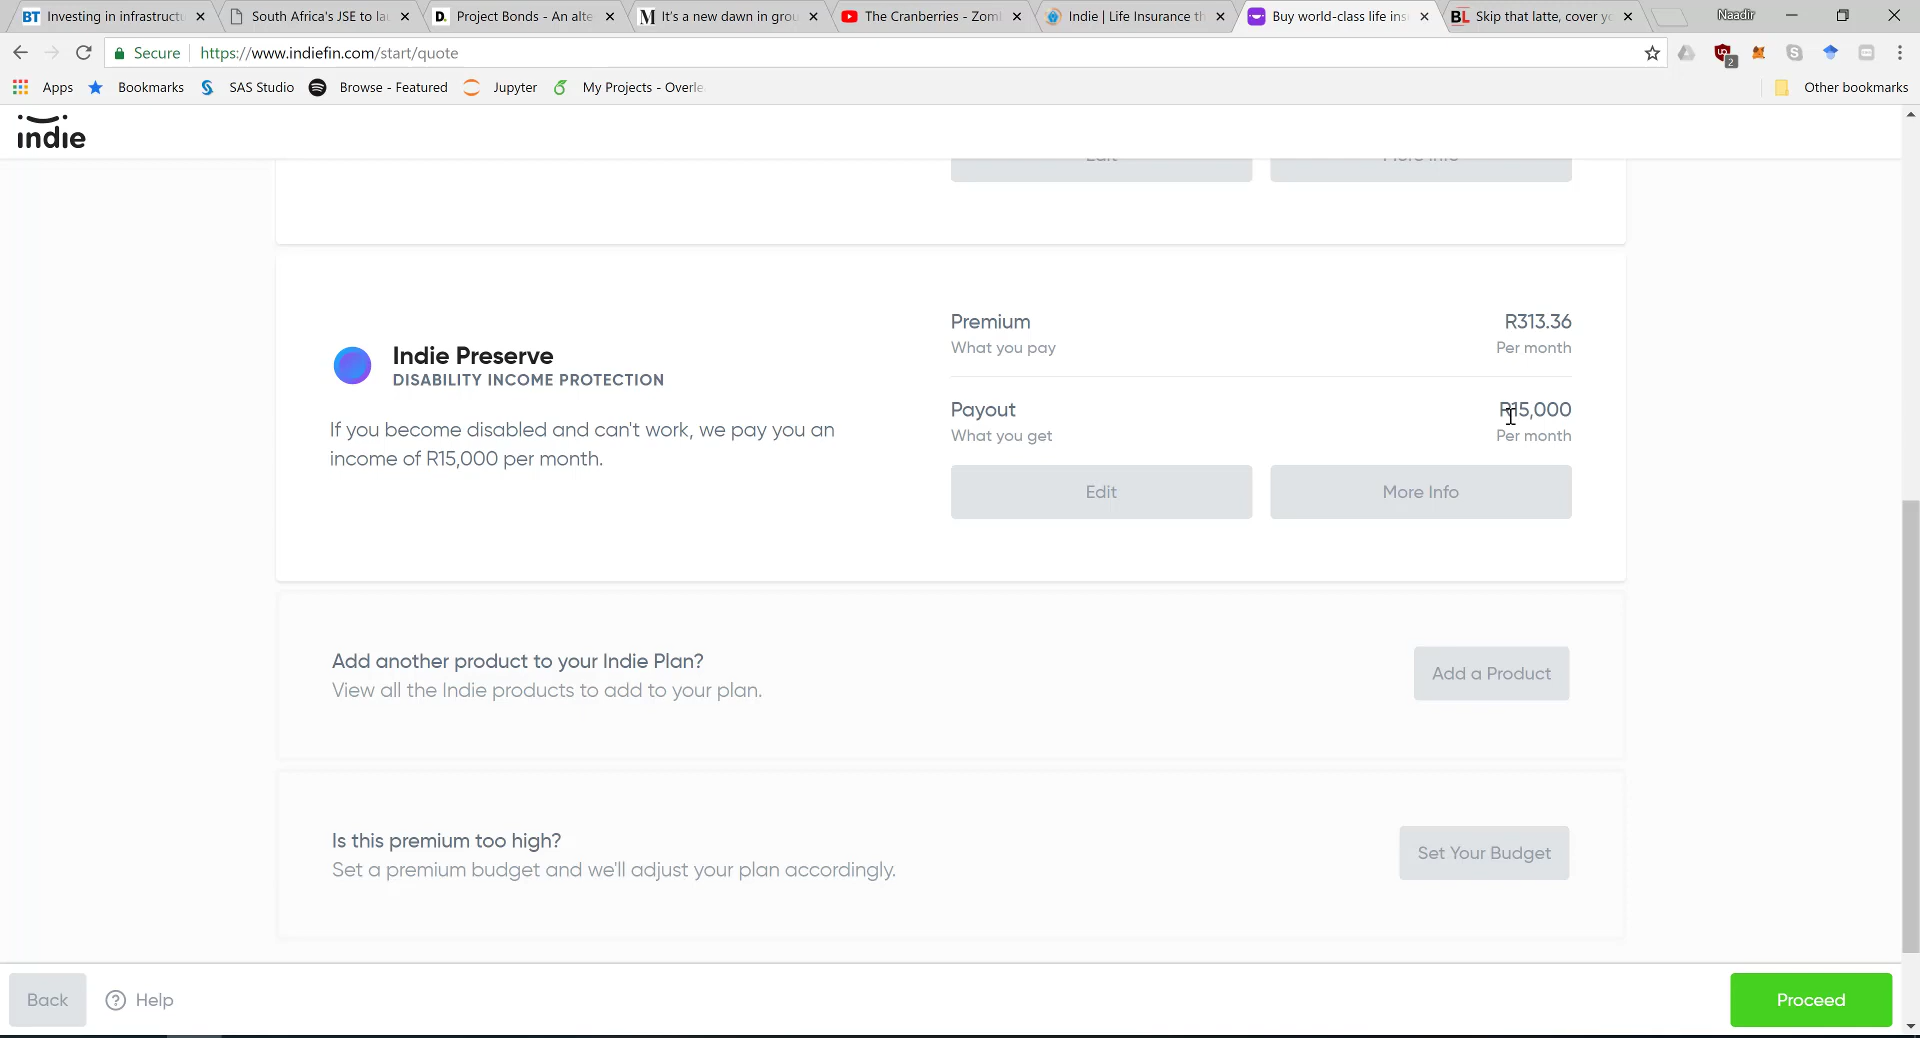 BT Investing in infrastruct
South Africa's JSE to la
D. Project Bonds - An alte
M It's a new dawn in grou
The Cranberries - Zom
Indie | Life Insurance th
Buy world-class life ins
BL Skip that latte, cover y
Naadir
Secure https://www.indiefin.com/start/quote
2
Apps Bookmarks SAS Studio Browse - Featured Jupyter My Projects - Overle Other bookmarks
indie
Edit More Info
Premium R313.36
What you pay Per month
Indie Preserve
DISABILITY INCOME PROTECTION
Payout R15,000
What you get Per month
If you become disabled and can't work, we pay you an
income of R15,000 per month.
Edit More Info
Add another product to your Indie Plan?
View all the Indie products to add to your plan.
Add a Product
Is this premium too high?
Set a premium budget and we'll adjust your plan accordingly.
Set Your Budget
Back ? Help Proceed